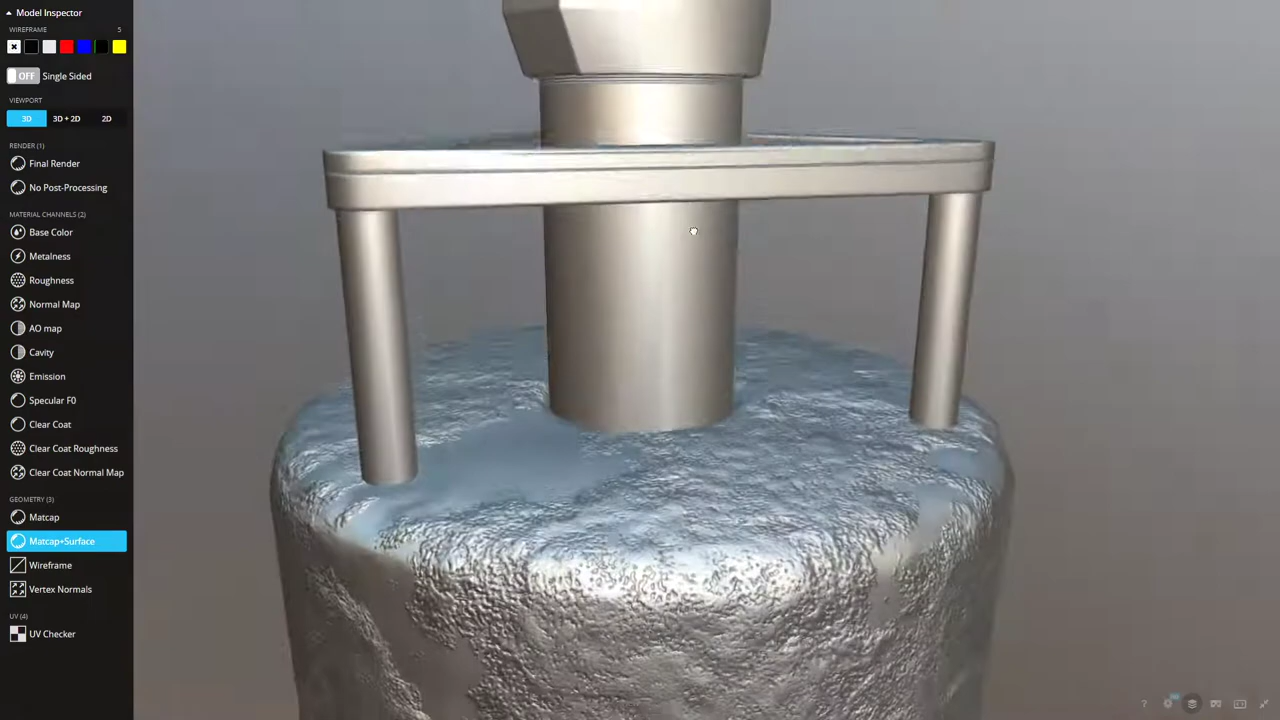 Model Inspector
WIREFRAME 5
OFF Single Sided
VIEWPORT
3D 3D + 2D 2D
RENDER (1)
Final Render
No Post-Processing
MATERIAL CHANNELS (2)
Base Color
Metalness
Roughness
Normal Map
AO map
Cavity
Emission
Specular F0
Clear Coat
Clear Coat Roughness
Clear Coat Normal Map
GEOMETRY (3)
Matcap
Matcap+Surface
Wireframe
Vertex Normals
UV (4)
UV Checker
?